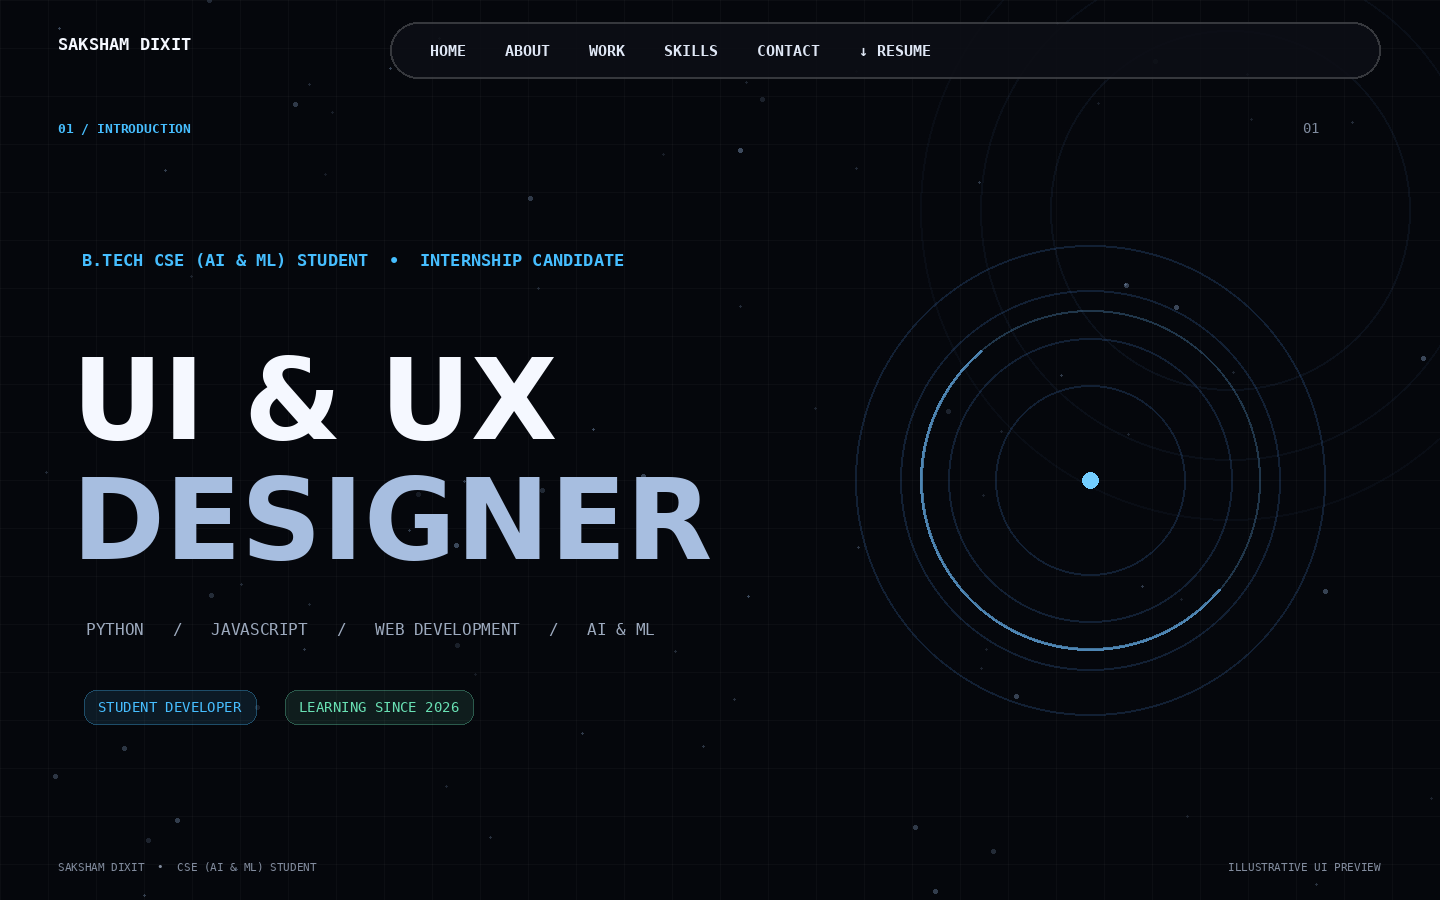 SAKSHAM DIXIT
HOME ABOUT WORK SKILLS CONTACT ↓ RESUME
01 / INTRODUCTION
01
B.TECH CSE (AI & ML) STUDENT • INTERNSHIP CANDIDATE
UI & UX
DESIGNER
PYTHON / JAVASCRIPT / WEB DEVELOPMENT / AI & ML
STUDENT DEVELOPER
LEARNING SINCE 2026
SAKSHAM DIXIT • CSE (AI & ML) STUDENT
ILLUSTRATIVE UI PREVIEW